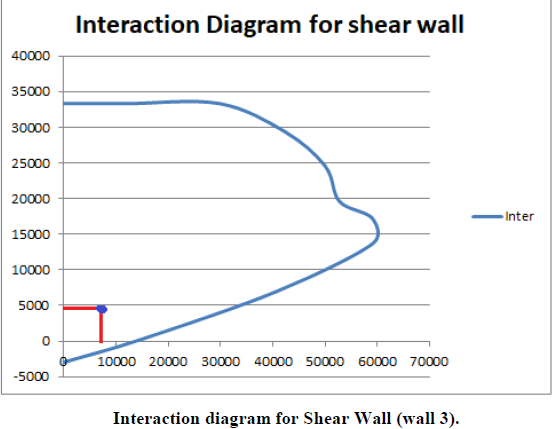 Interaction Diagram for shear wall
40000
35000
30000
25000
20000
15000
10000
5000
0
-5000
0 10000 20000 30000 40000 50000 60000 70000
Inter
Interaction diagram for Shear Wall (wall 3).